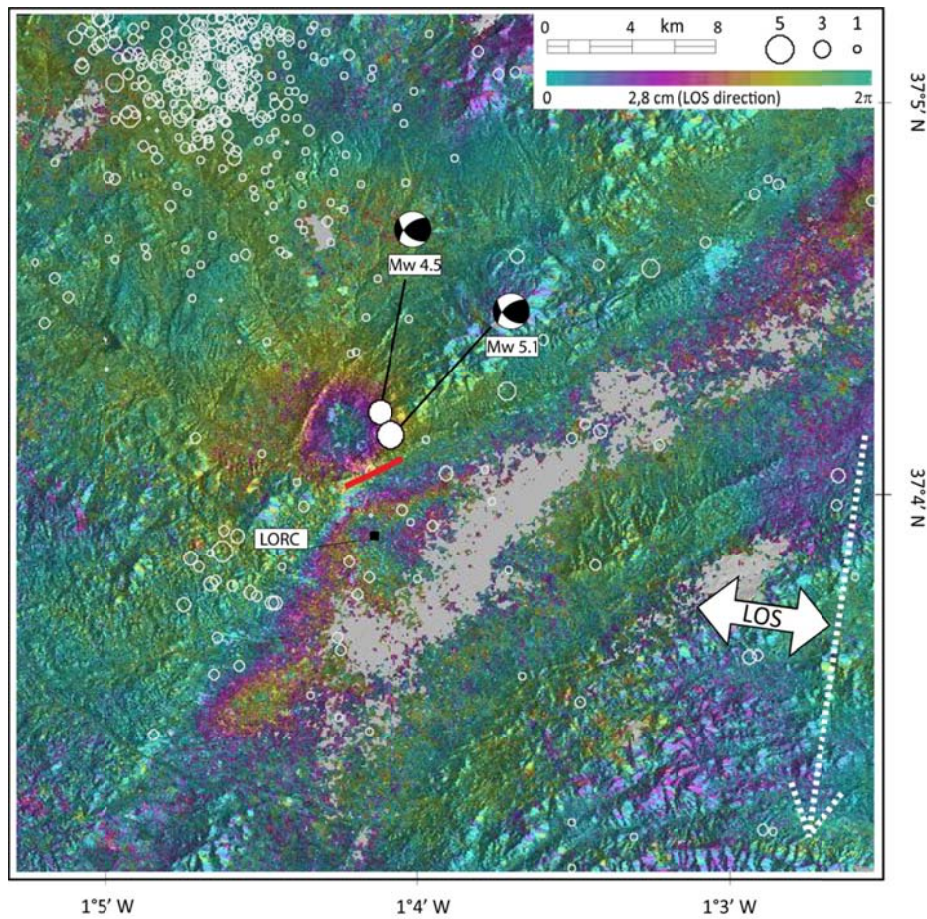 0 4 km 8 5 3 1
0 2,8 cm (LOS direction) 2π
37°5' N
Mw 4.5
Mw 5.1
37°4' N
LORC
LOS
1°5' W 1°4' W 1°3' W